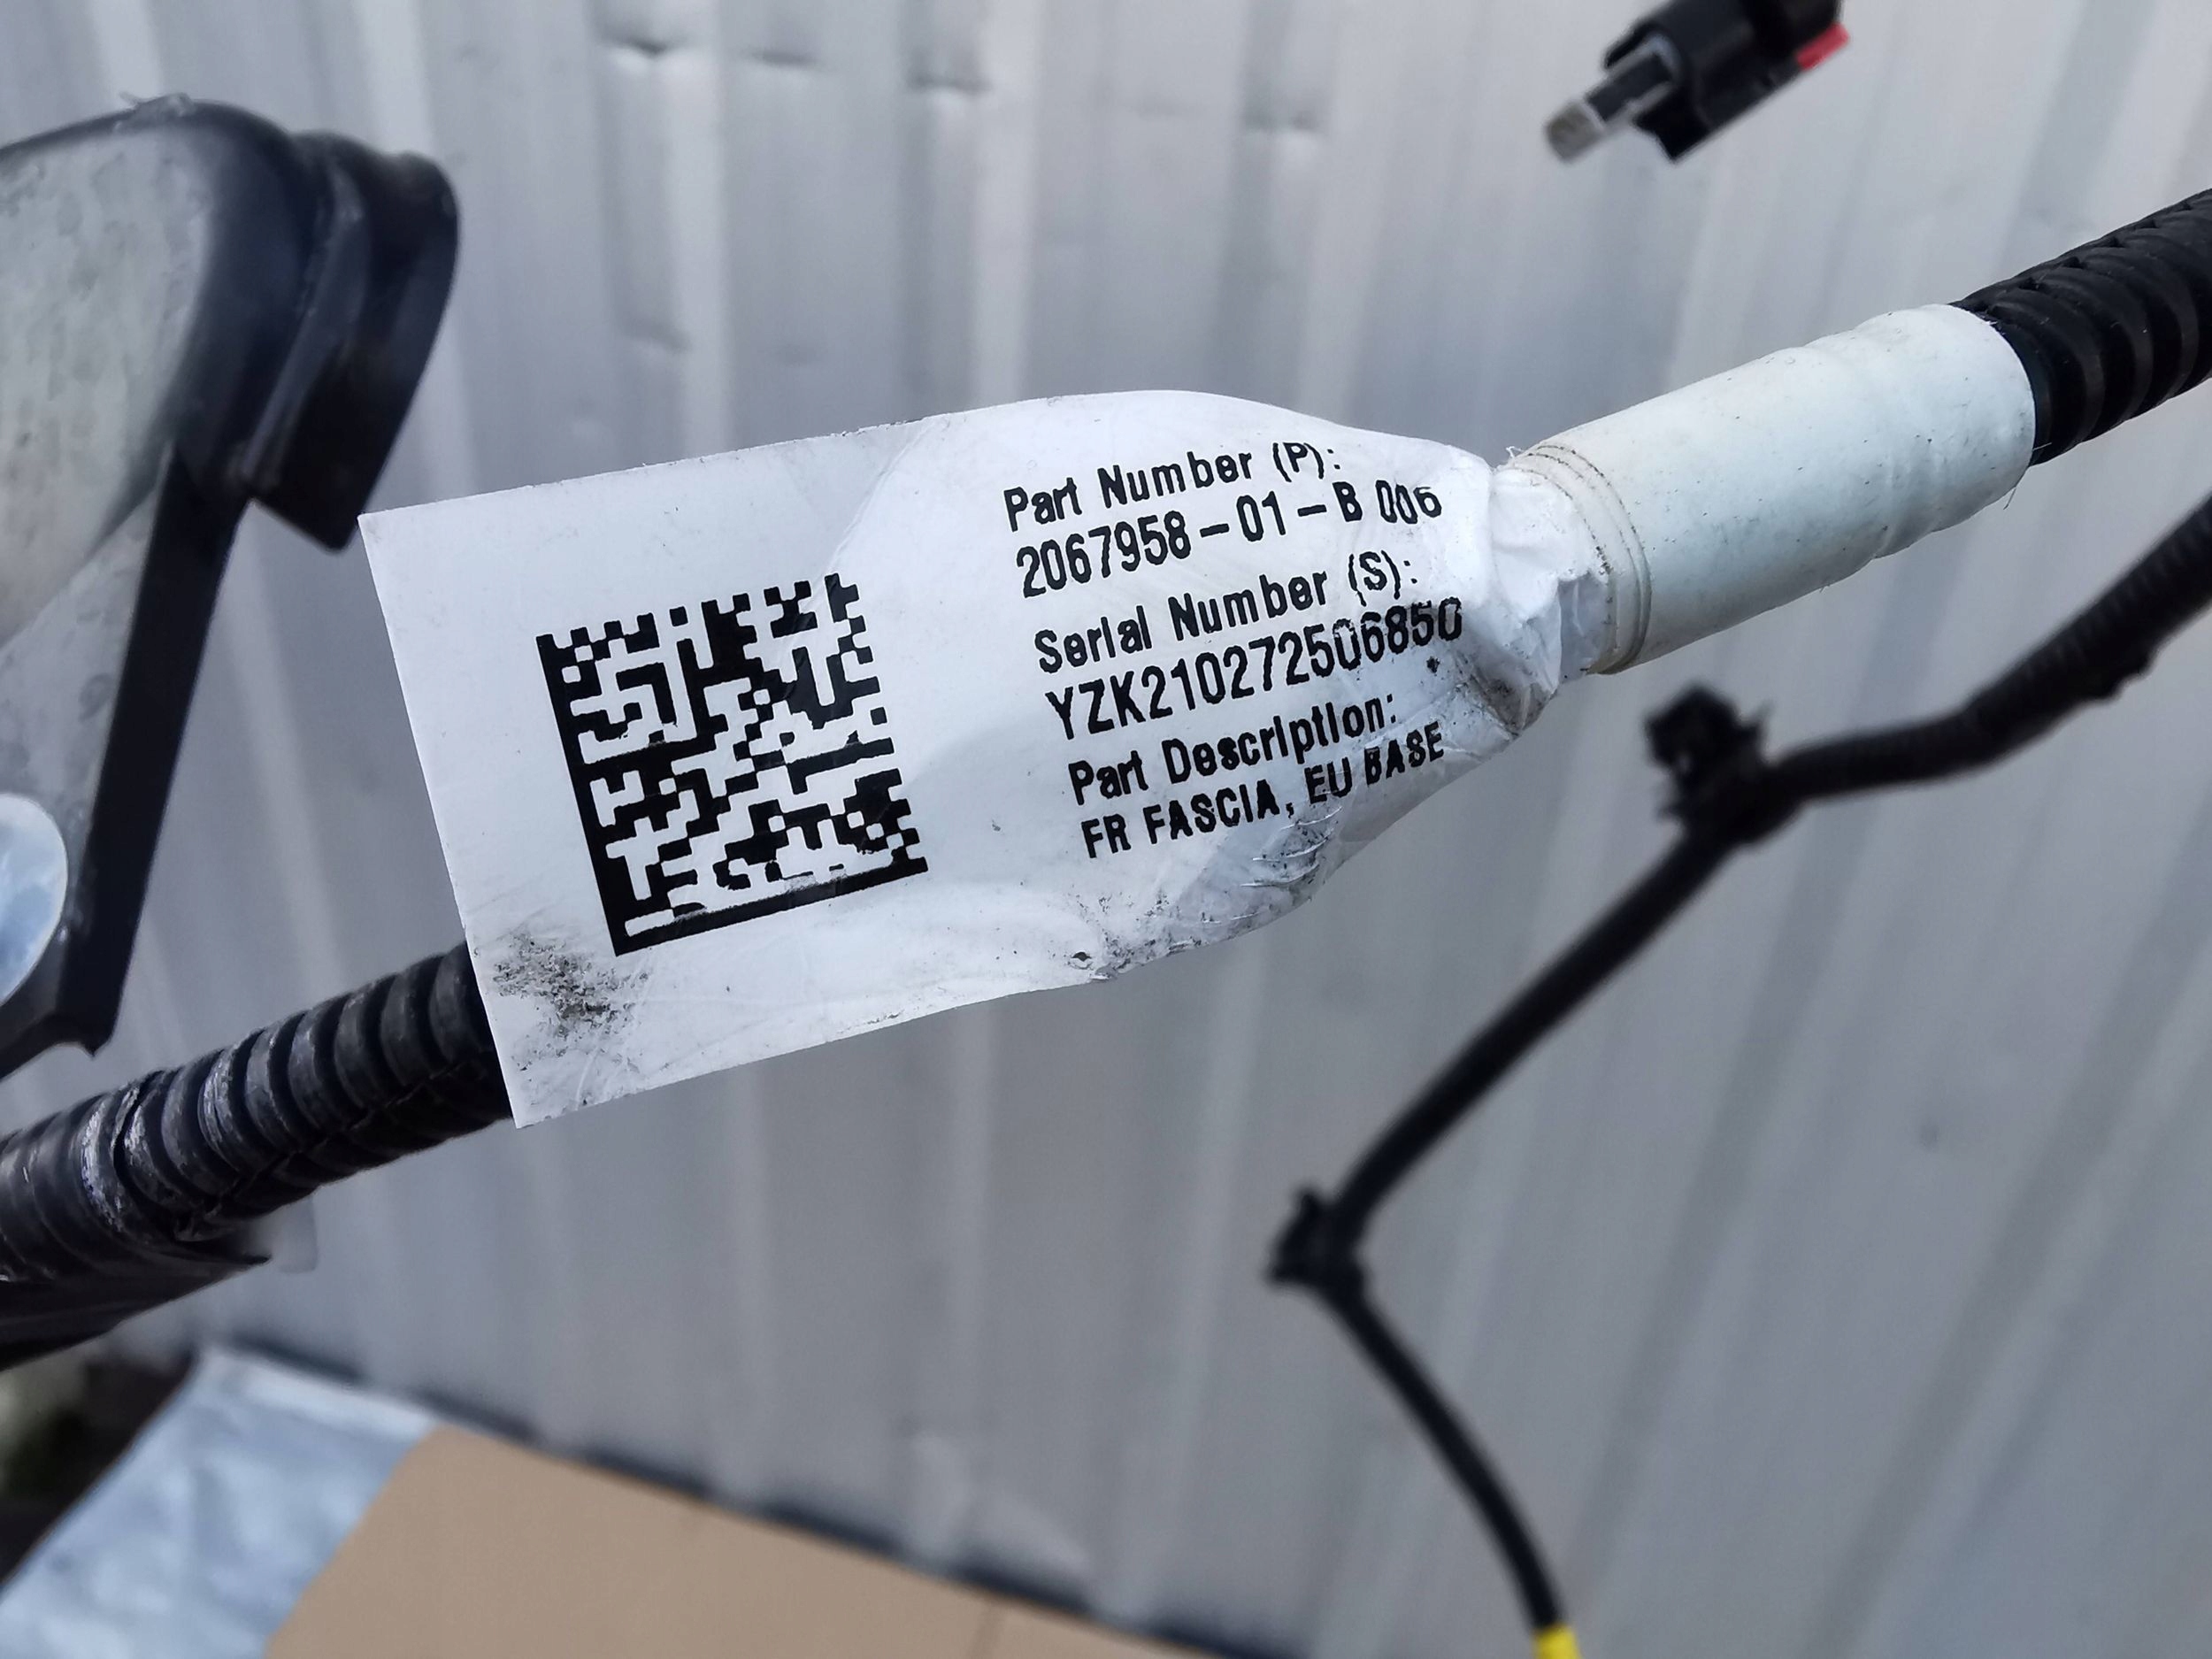 Part Number (P):
2067958-01-B 006
Serial Number (S):
YZK210272506850
Part Description:
FR FASCIA, EU BASE